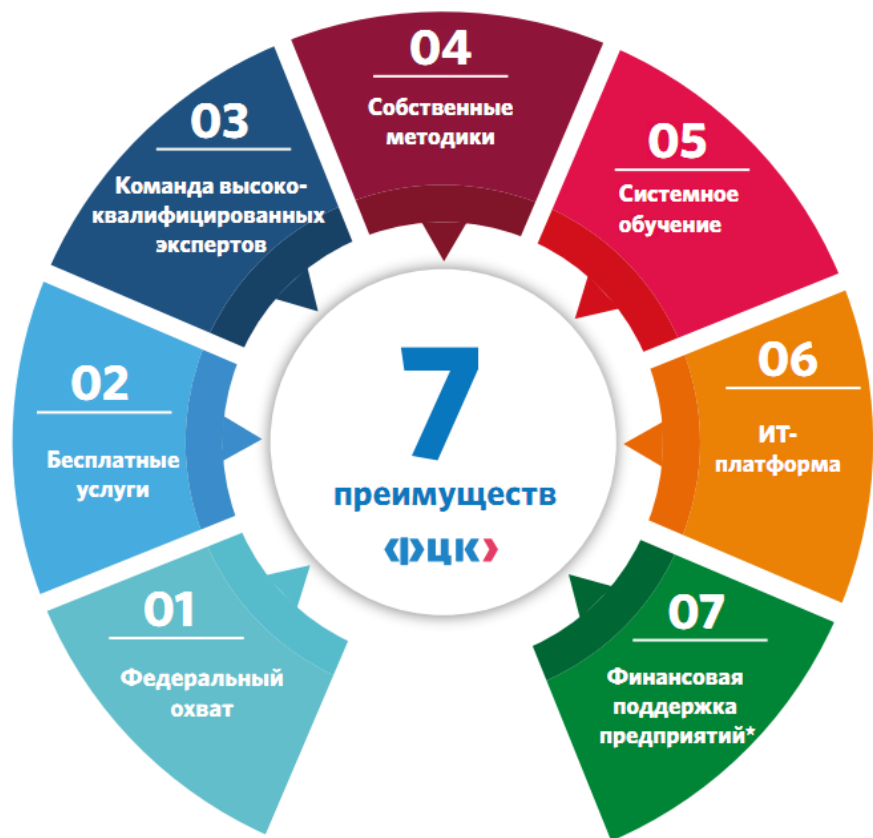 01
Федеральный
охват
02
Бесплатные
услуги
03
Команда высоко-
квалифицированных
экспертов
04
Собственные
методики
05
Системное
обучение
06
ИТ-
платформа
07
Финансовая
поддержка
предприятий*
7
преимуществ
ФЦК